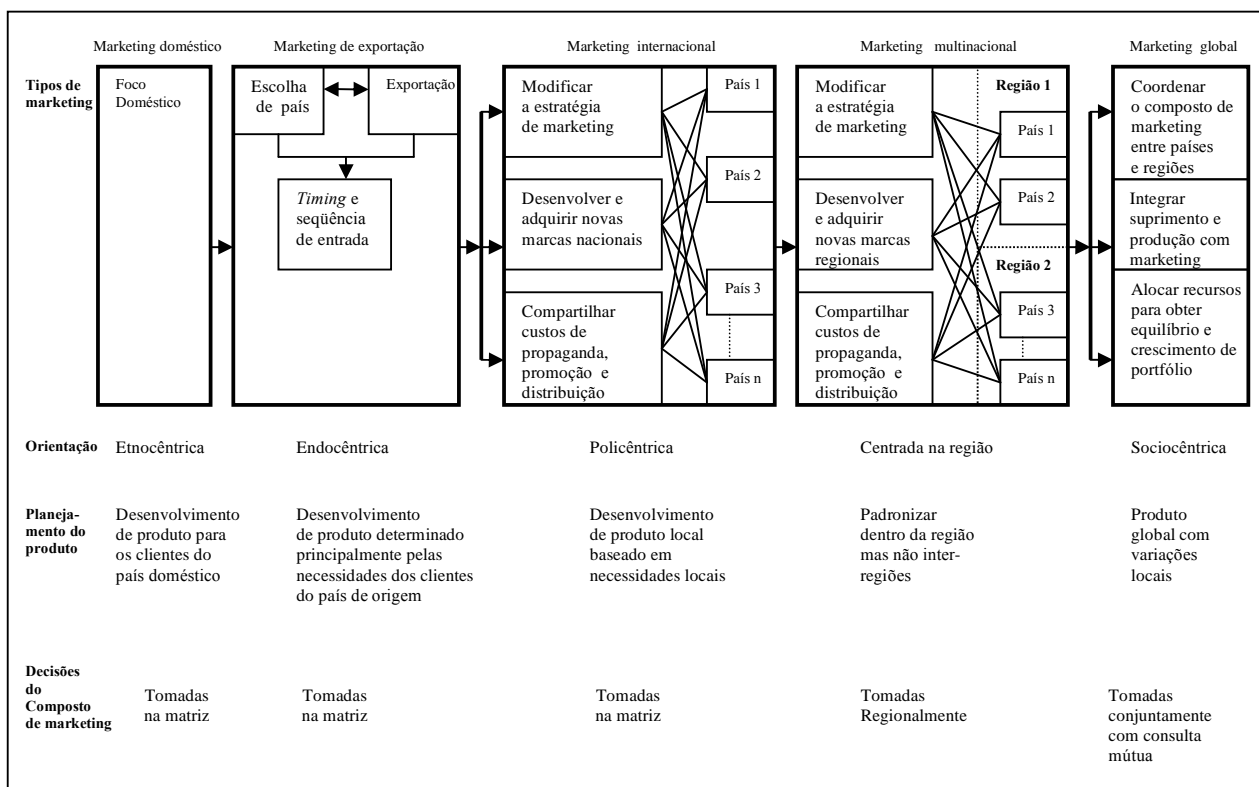 Marketing doméstico
Marketing de exportação
Marketing internacional
Marketing multinacional
Marketing global
Tipos de
marketing
Foco
Doméstico
Escolha
de país
Exportação
Timing e
seqüência
de entrada
Modificar
a estratégia
de marketing
Desenvolver e
adquirir novas
marcas nacionais
Compartilhar
custos de
propaganda,
promoção e
distribuição
País 1
País 2
País 3
País n
Modificar
a estratégia
de marketing
Desenvolver
e adquirir
novas marcas
regionais
Compartilhar
custos de
propaganda,
promoção e
distribuição
Região 1
País 1
País 2
Região 2
País 3
País n
Coordenar
o composto de
marketing
entre países
e regiões
Integrar
suprimento e
produção com
marketing
Alocar recursos
para obter
equilíbrio e
crescimento de
portfólio
Orientação
Etnocêntrica
Endocêntrica
Policêntrica
Centrada na região
Sociocêntrica
Planeja-
mento do
produto
Desenvolvimento
de produto para
os clientes do
país doméstico
Desenvolvimento
de produto determinado
principalmente pelas
necessidades dos clientes
do país de origem
Desenvolvimento
de produto local
baseado em
necessidades locais
Padronizar
dentro da região
mas não inter-
regiões
Produto
global com
variações
locais
Decisões
do
Composto
de marketing
Tomadas
na matriz
Tomadas
na matriz
Tomadas
na matriz
Tomadas
Regionalmente
Tomadas
conjuntamente
com consulta
mútua